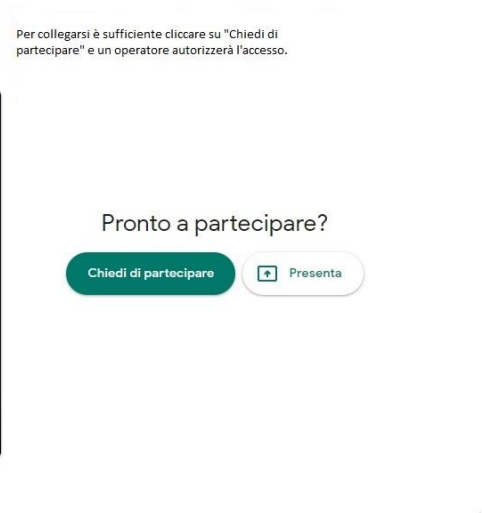 Per collegarsi è sufficiente cliccare su "Chiedi di
partecipare" e un operatore autorizzerà l'accesso.
Pronto a partecipare?
Chiedi di partecipare
Presenta